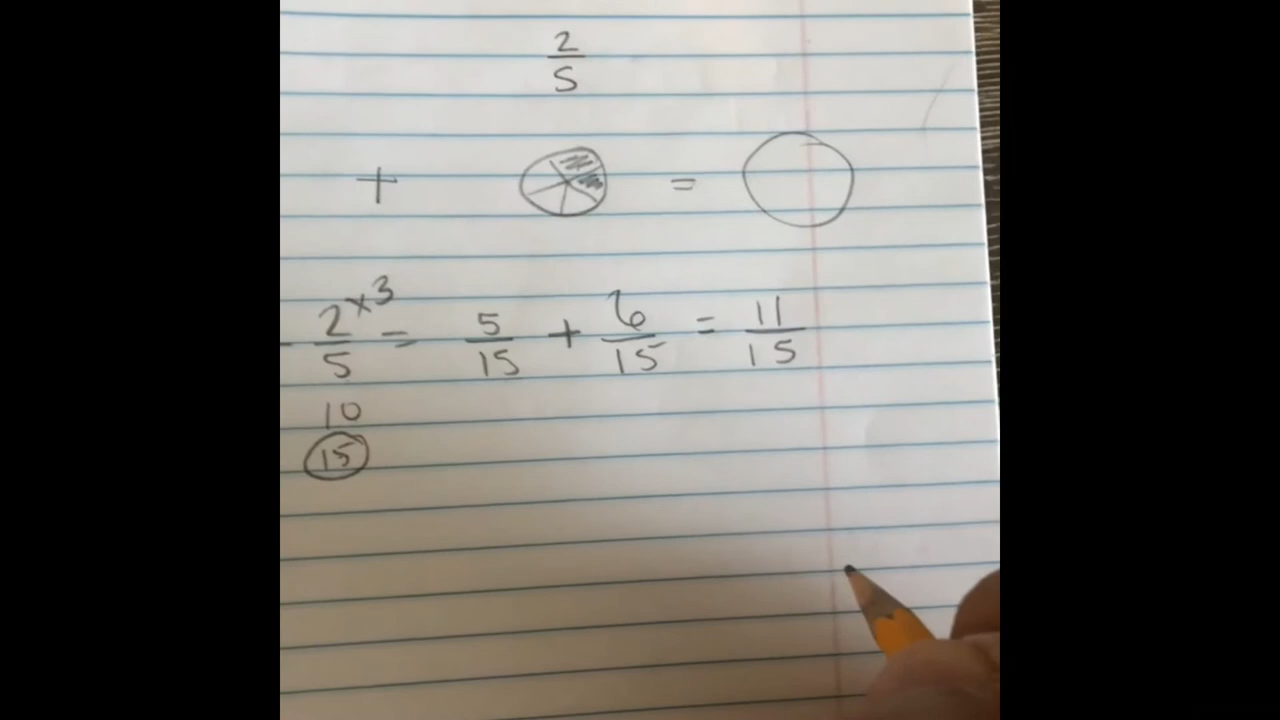 2
5
+ =
2 x 3
5 = 5/15 + 6/15 = 11/15
10
15